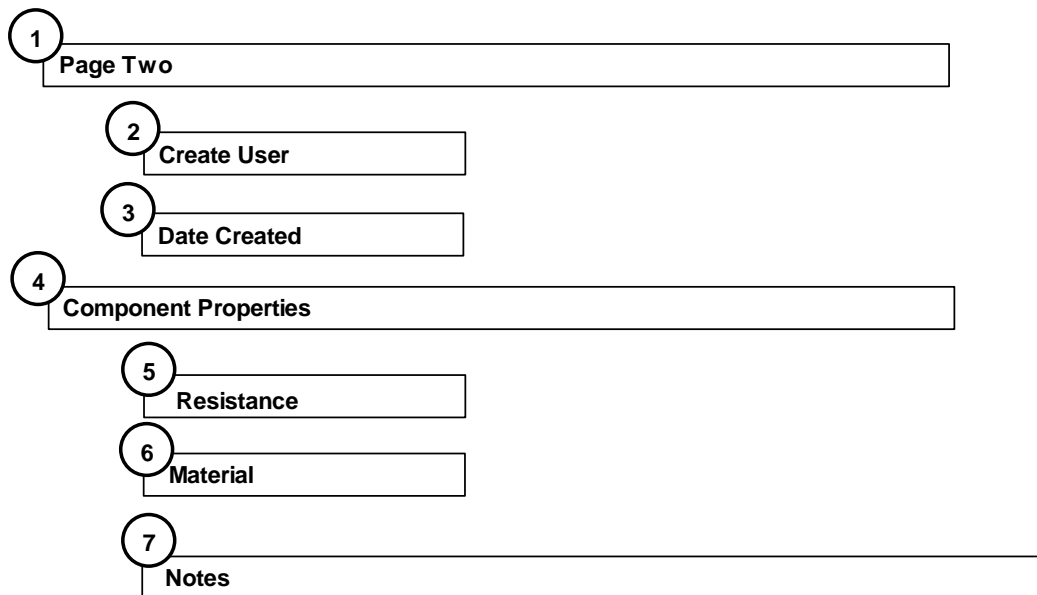 1
Page Two
2
Create User
3
Date Created
4
Component Properties
5
Resistance
6
Material
7
Notes